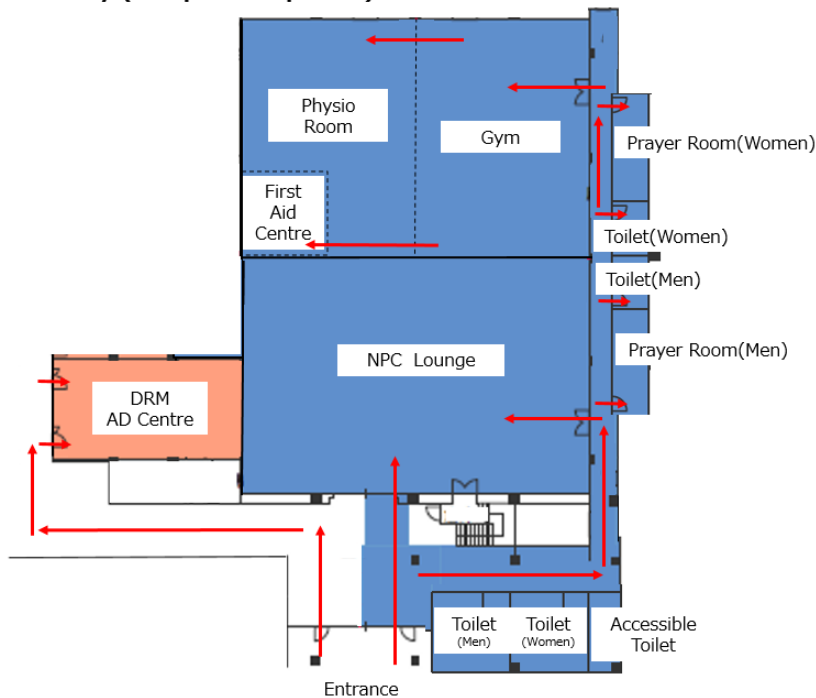 Physio
Room
Gym
Prayer Room(Women)
First
Aid
Centre
Toilet(Women)
Toilet(Men)
NPC Lounge
Prayer Room(Men)
DRM
AD Centre
Toilet
(Men)
Toilet
(Women)
Accessible
Toilet
Entrance